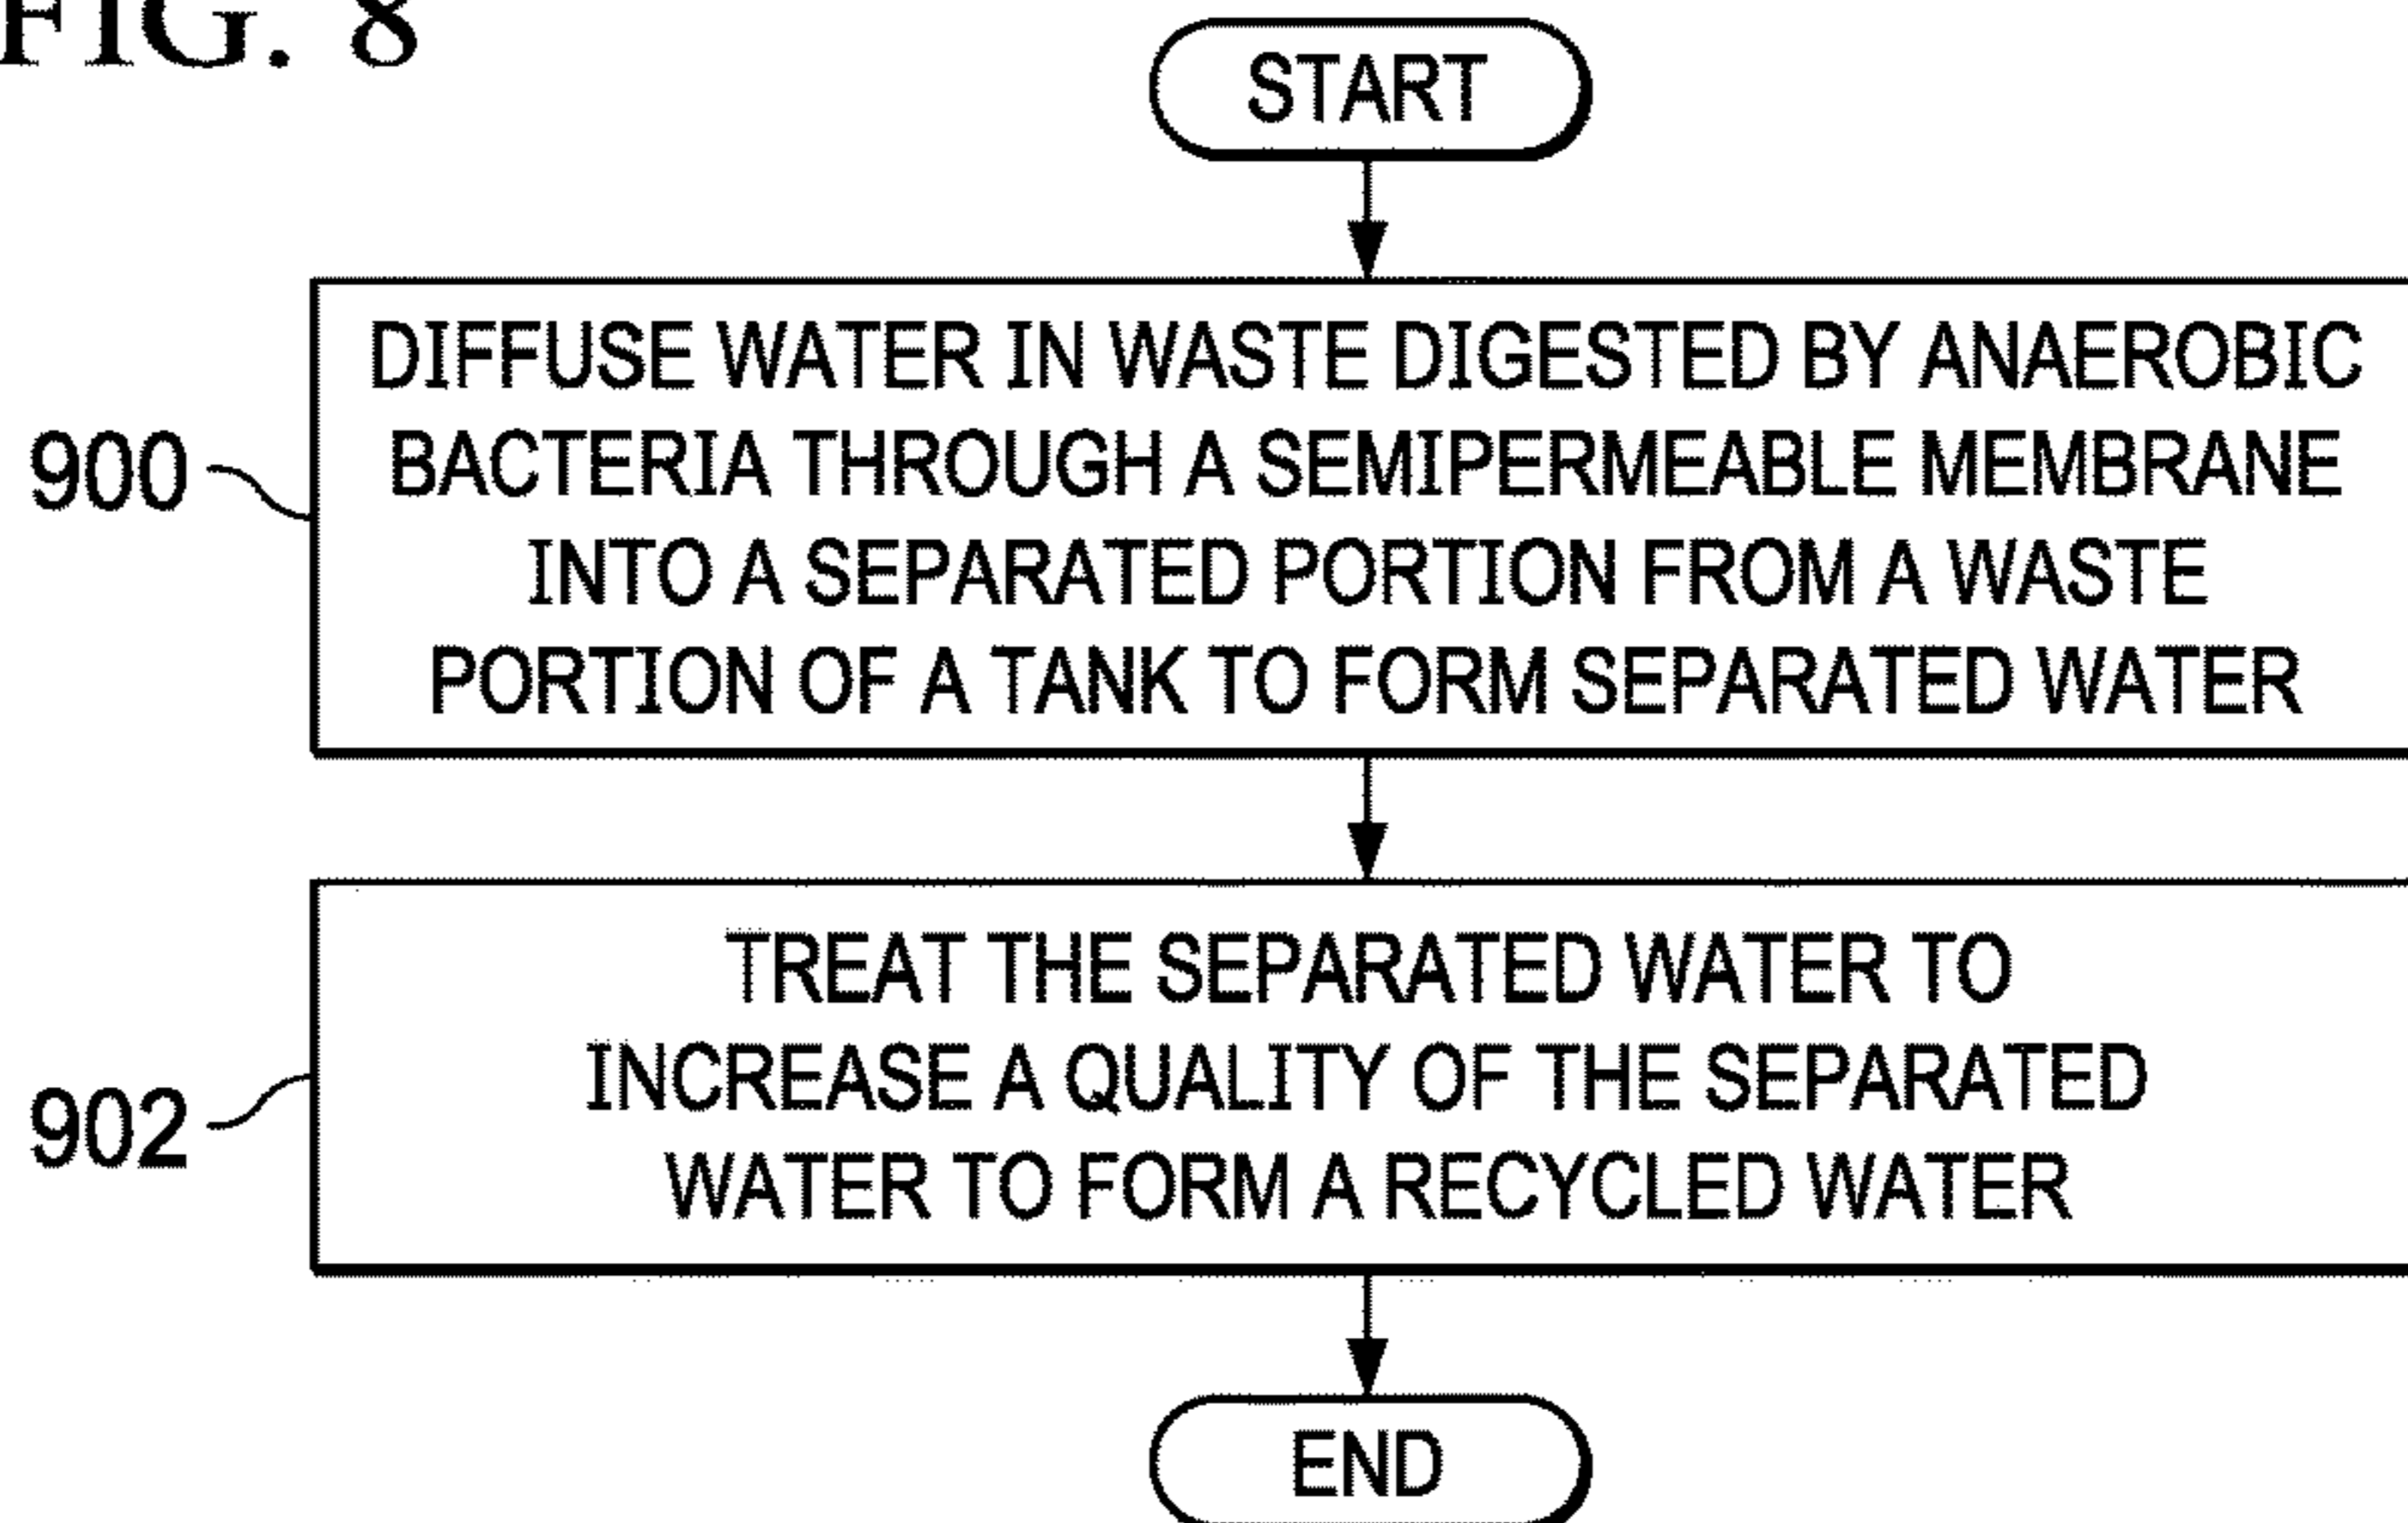 FIG. 8
START
DIFFUSE WATER IN WASTE DIGESTED BY ANAEROBIC
BACTERIA THROUGH A SEMIPERMEABLE MEMBRANE
INTO A SEPARATED PORTION FROM A WASTE
PORTION OF A TANK TO FORM SEPARATED WATER
900
TREAT THE SEPARATED WATER TO
INCREASE A QUALITY OF THE SEPARATED
WATER TO FORM A RECYCLED WATER
902
END